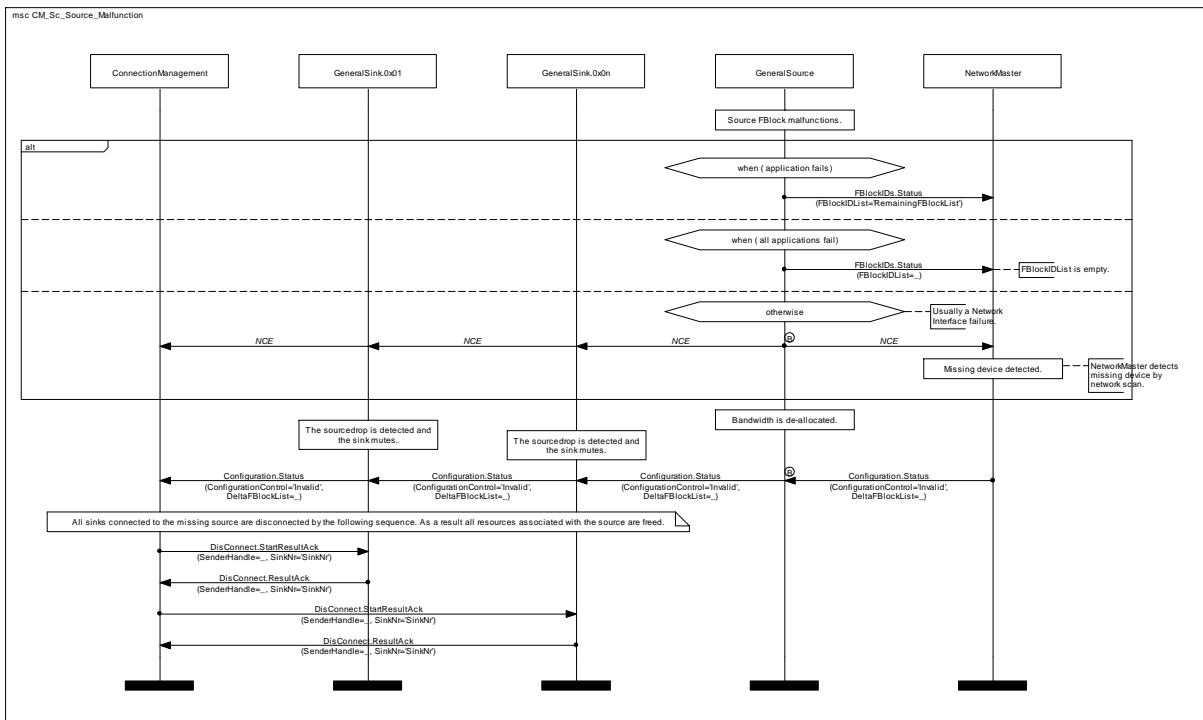 msc CM_Sc_Source_Malfunction
ConnectionManagement
GeneralSink.0x01
GeneralSink.0x0n
GeneralSource
NetworkMaster
Source FBlock malfunctions.
alt
when ( application fails)
FBlockIDs.Status
(FBlockIDList='RemainingFBlockList')
when ( all applications fail)
FBlockIDs.Status
(FBlockIDList=_)
FBlockIDList is empty.
otherwise
Usually a Network
Interface failure.
NCE
NCE
NCE
B
NCE
Missing device detected.
NetworkMaster detects
missing device by
network scan.
Bandwidth is de-allocated.
The sourcedrop is detected and
the sink mutes.
The sourcedrop is detected and
the sink mutes.
Configuration.Status
(ConfigurationControl='Invalid',
DeltaFBlockList=_)
Configuration.Status
(ConfigurationControl='Invalid',
DeltaFBlockList=_)
Configuration.Status
(ConfigurationControl='Invalid',
DeltaFBlockList=_)
B
Configuration.Status
(ConfigurationControl='Invalid',
DeltaFBlockList=_)
All sinks connected to the missing source are disconnected by the following sequence. As a result all resources associated with the source are freed.
DisConnect.StartResultAck
(SenderHandle=_, SinkNr='SinkNr')
DisConnect.ResultAck
(SenderHandle=_, SinkNr='SinkNr')
DisConnect.StartResultAck
(SenderHandle=_, SinkNr='SinkNr')
DisConnect.ResultAck
(SenderHandle=_, SinkNr='SinkNr')